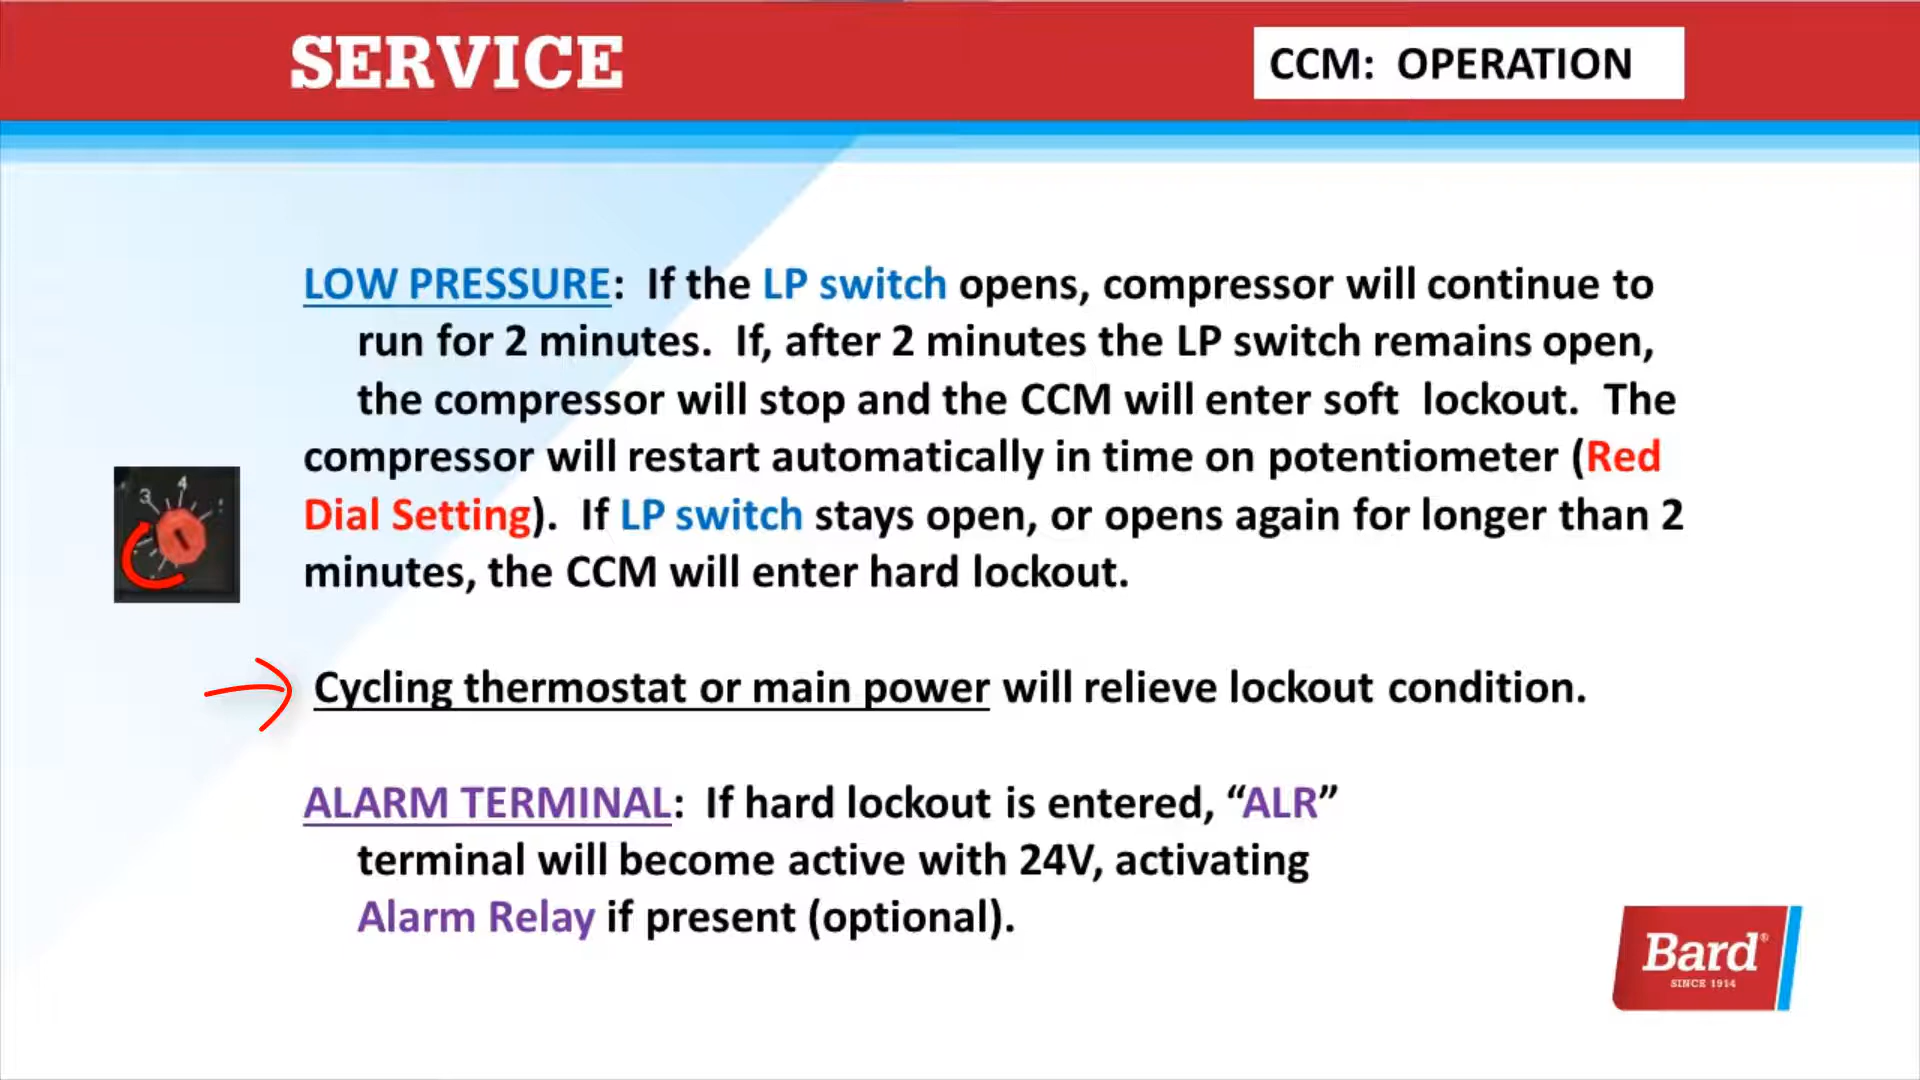 SERVICE
CCM:  OPERATION
LOW PRESSURE:  If the LP switch opens, compressor will continue to
run for 2 minutes.  If, after 2 minutes the LP switch remains open,
the compressor will stop and the CCM will enter soft  lockout.  The
compressor will restart automatically in time on potentiometer (Red
Dial Setting).  If LP switch stays open, or opens again for longer than 2
minutes, the CCM will enter hard lockout.
3 4
Cycling thermostat or main power will relieve lockout condition.
ALARM TERMINAL:  If hard lockout is entered, “ALR”
terminal will become active with 24V, activating
Alarm Relay if present (optional).
Bard®
SINCE 1914